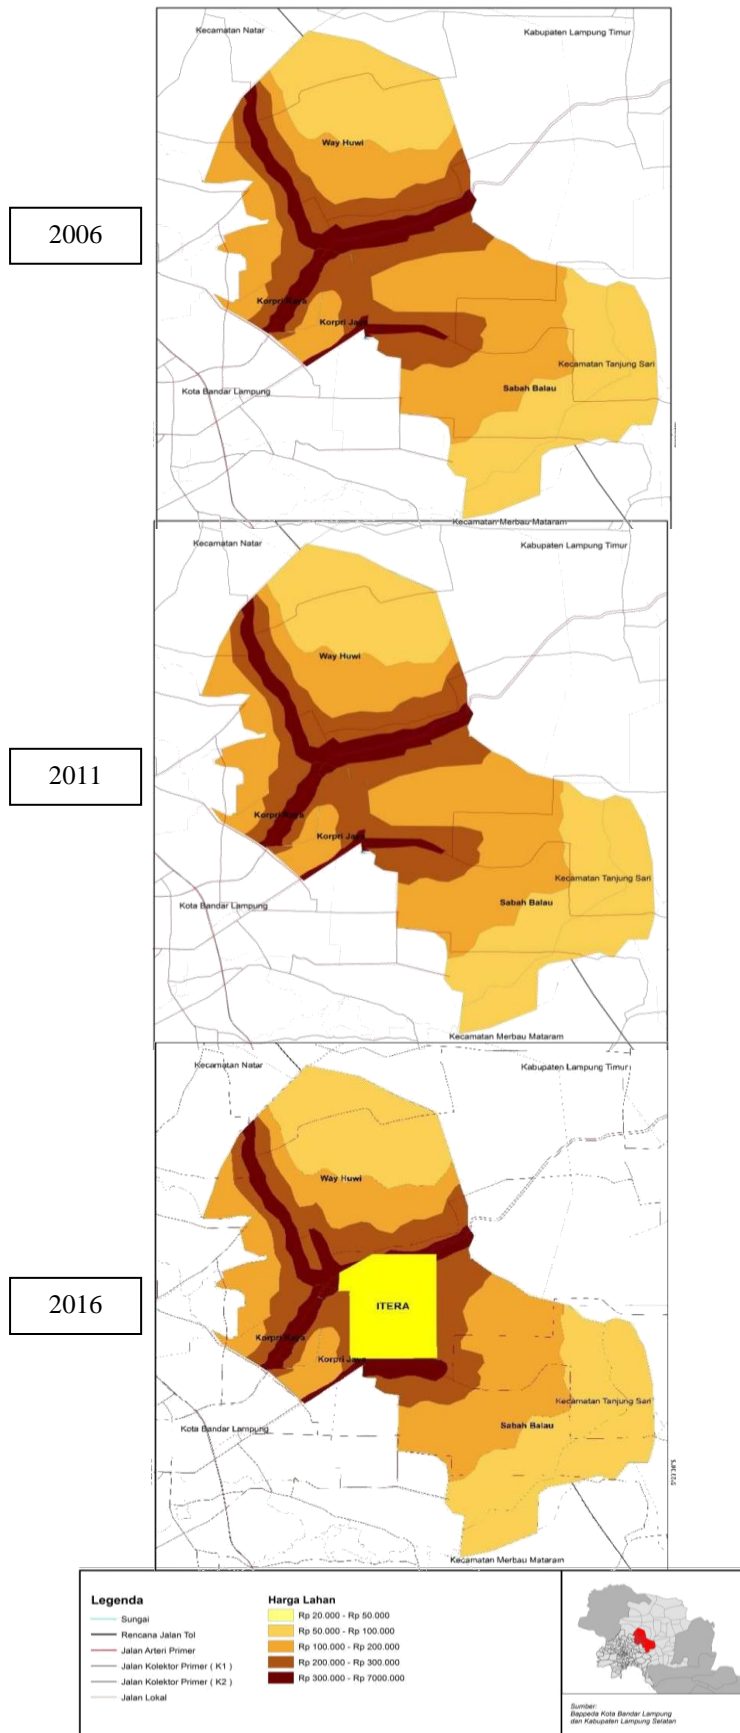 Kecamatan Natar
Kabupaten Lampung Timur
Way Huwi
2006
Korpri Raya
Korpri Jaya
Kecamatan Tanjung Sari
Kota Bandar Lampung
Sabah Balau
Kecamatan Merbau Mataram
Kecamatan Natar
Kabupaten Lampung Timur
Way Huwi
2011
Korpri Raya
Korpri Jaya
Kecamatan Tanjung Sari
Kota Bandar Lampung
Sabah Balau
Kecamatan Merbau Mataram
Kecamatan Natar
Kabupaten Lampung Timur
Way Huwi
2016
ITERA
Korpri Raya
Korpri Jaya
Kecamatan Tanjung Sari
Kota Bandar Lampung
Sabah Balau
Kecamatan Merbau Mataram
Legenda
Sungai
Rencana Jalan Tol
Jalan Arteri Primer
Jalan Kolektor Primer ( K1 )
Jalan Kolektor Primer ( K2 )
Jalan Lokal
Harga Lahan
Rp 20.000 - Rp 50.000
Rp 50.000 - Rp 100.000
Rp 100.000 - Rp 200.000
Rp 200.000 - Rp 300.000
Rp 300.000 - Rp 7000.000
Sumber:
Bappeda Kota Bandar Lampung
dan Kabupaten Lampung Selatan